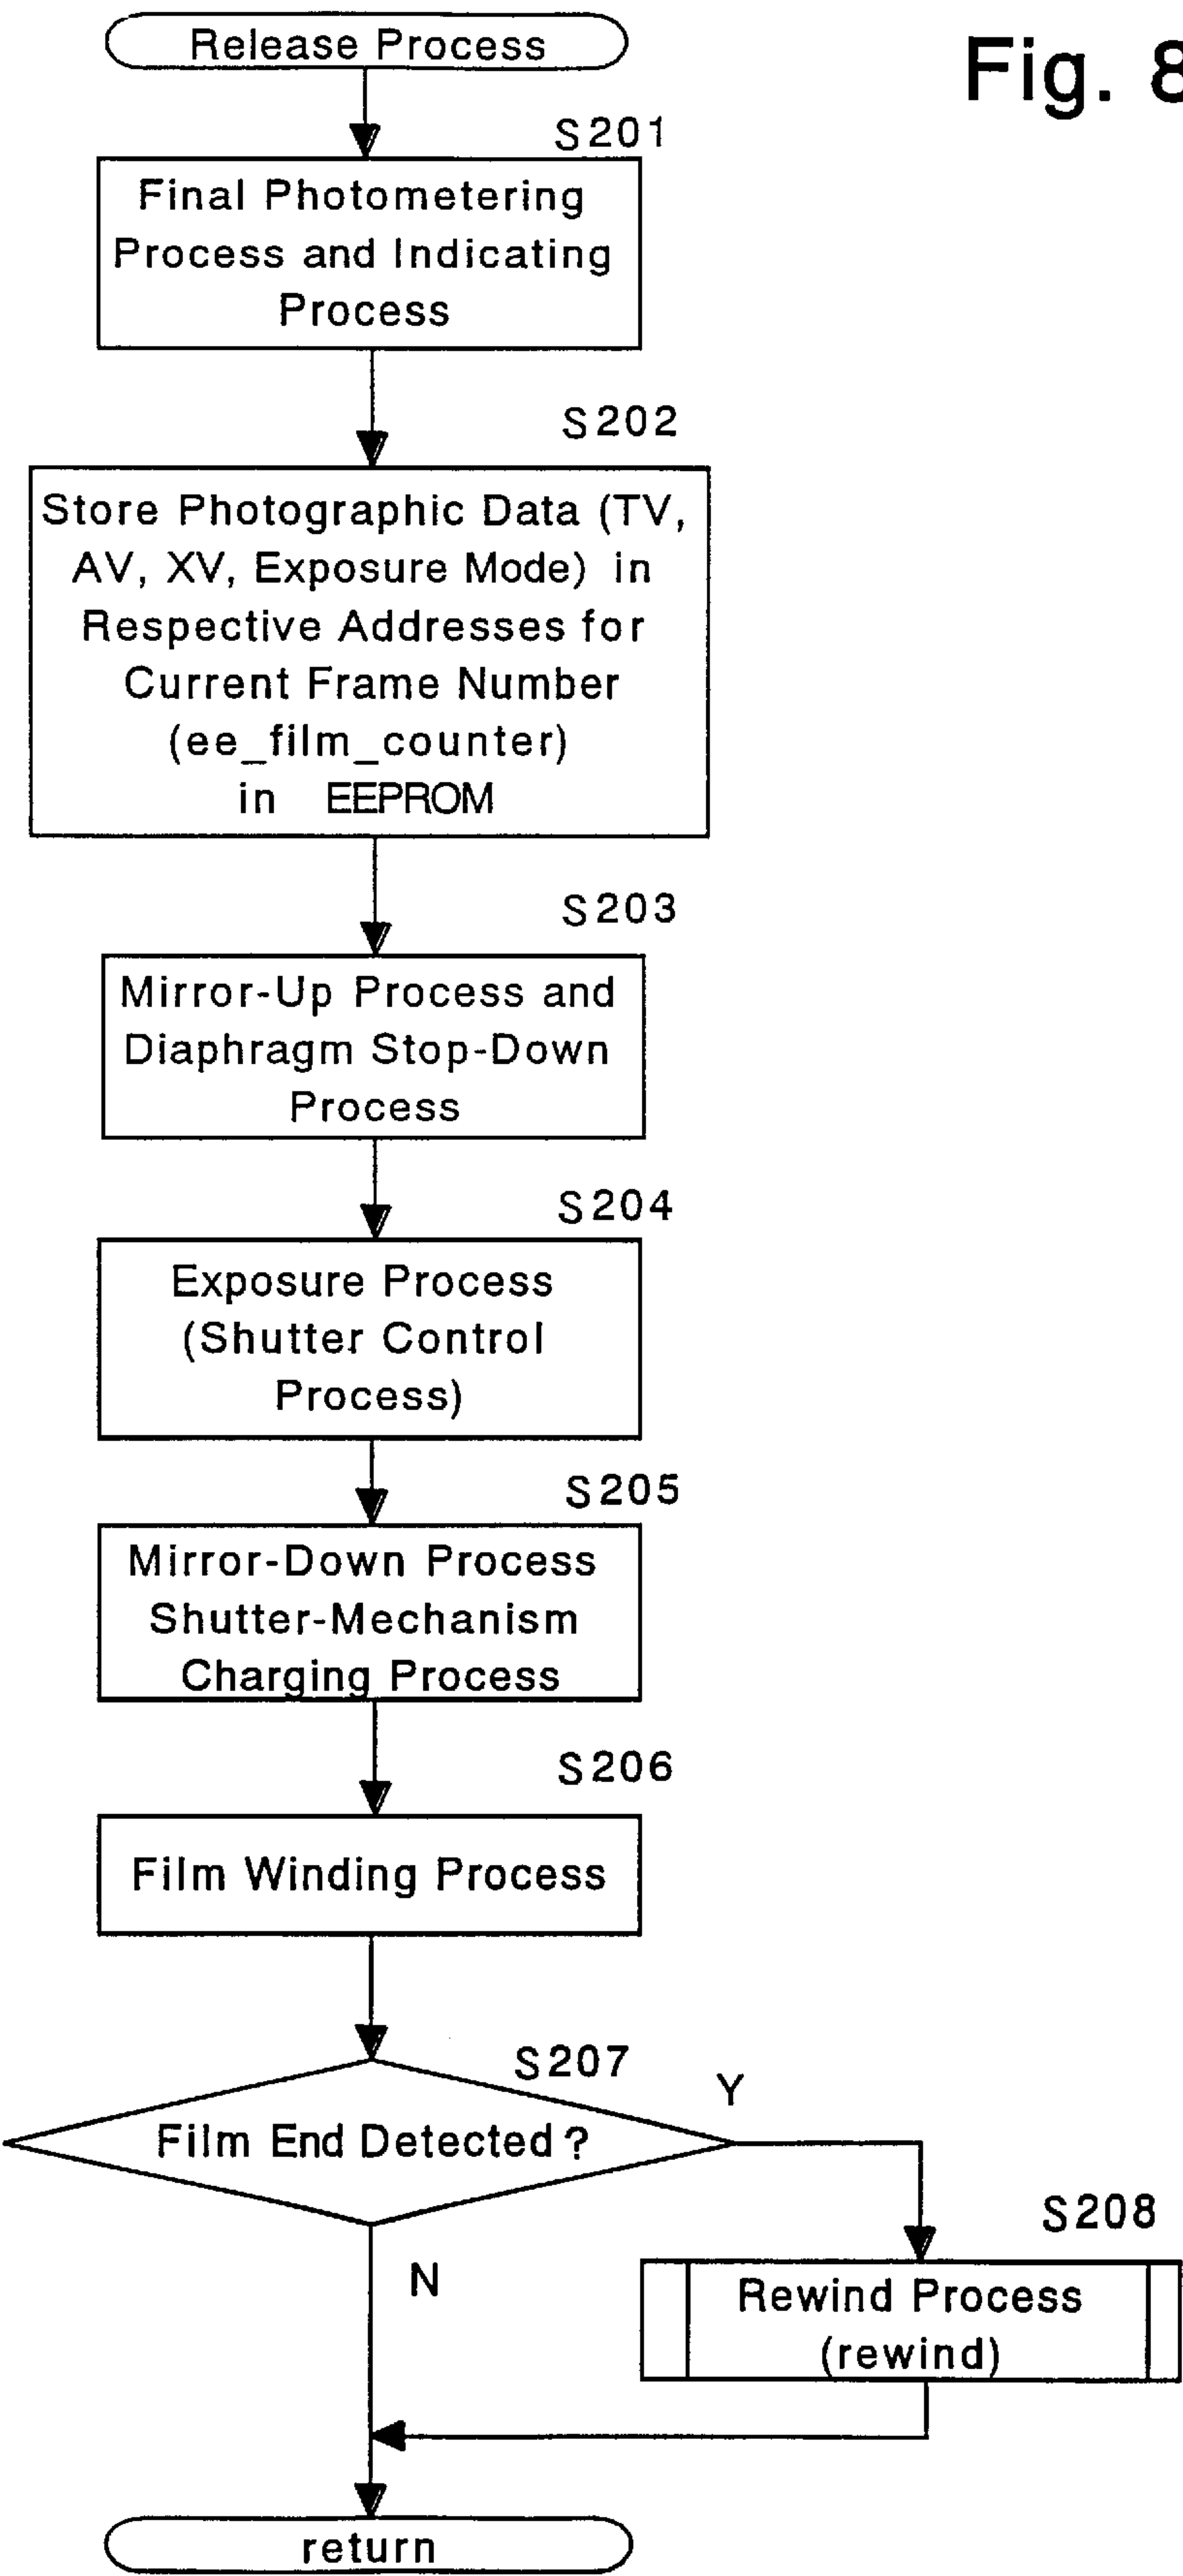 Release Process
Fig. 8
S201
Final Photometering
Process and Indicating
Process
S202
Store Photographic Data (TV,
AV, XV, Exposure Mode) in
Respective Addresses for
Current Frame Number
(ee_film_counter)
in EEPROM
S203
Mirror-Up Process and
Diaphragm Stop-Down
Process
S204
Exposure Process
(Shutter Control
Process)
S205
Mirror-Down Process
Shutter-Mechanism
Charging Process
S206
Film Winding Process
S207
Y
Film End Detected ?
S208
N
Rewind Process
(rewind)
return